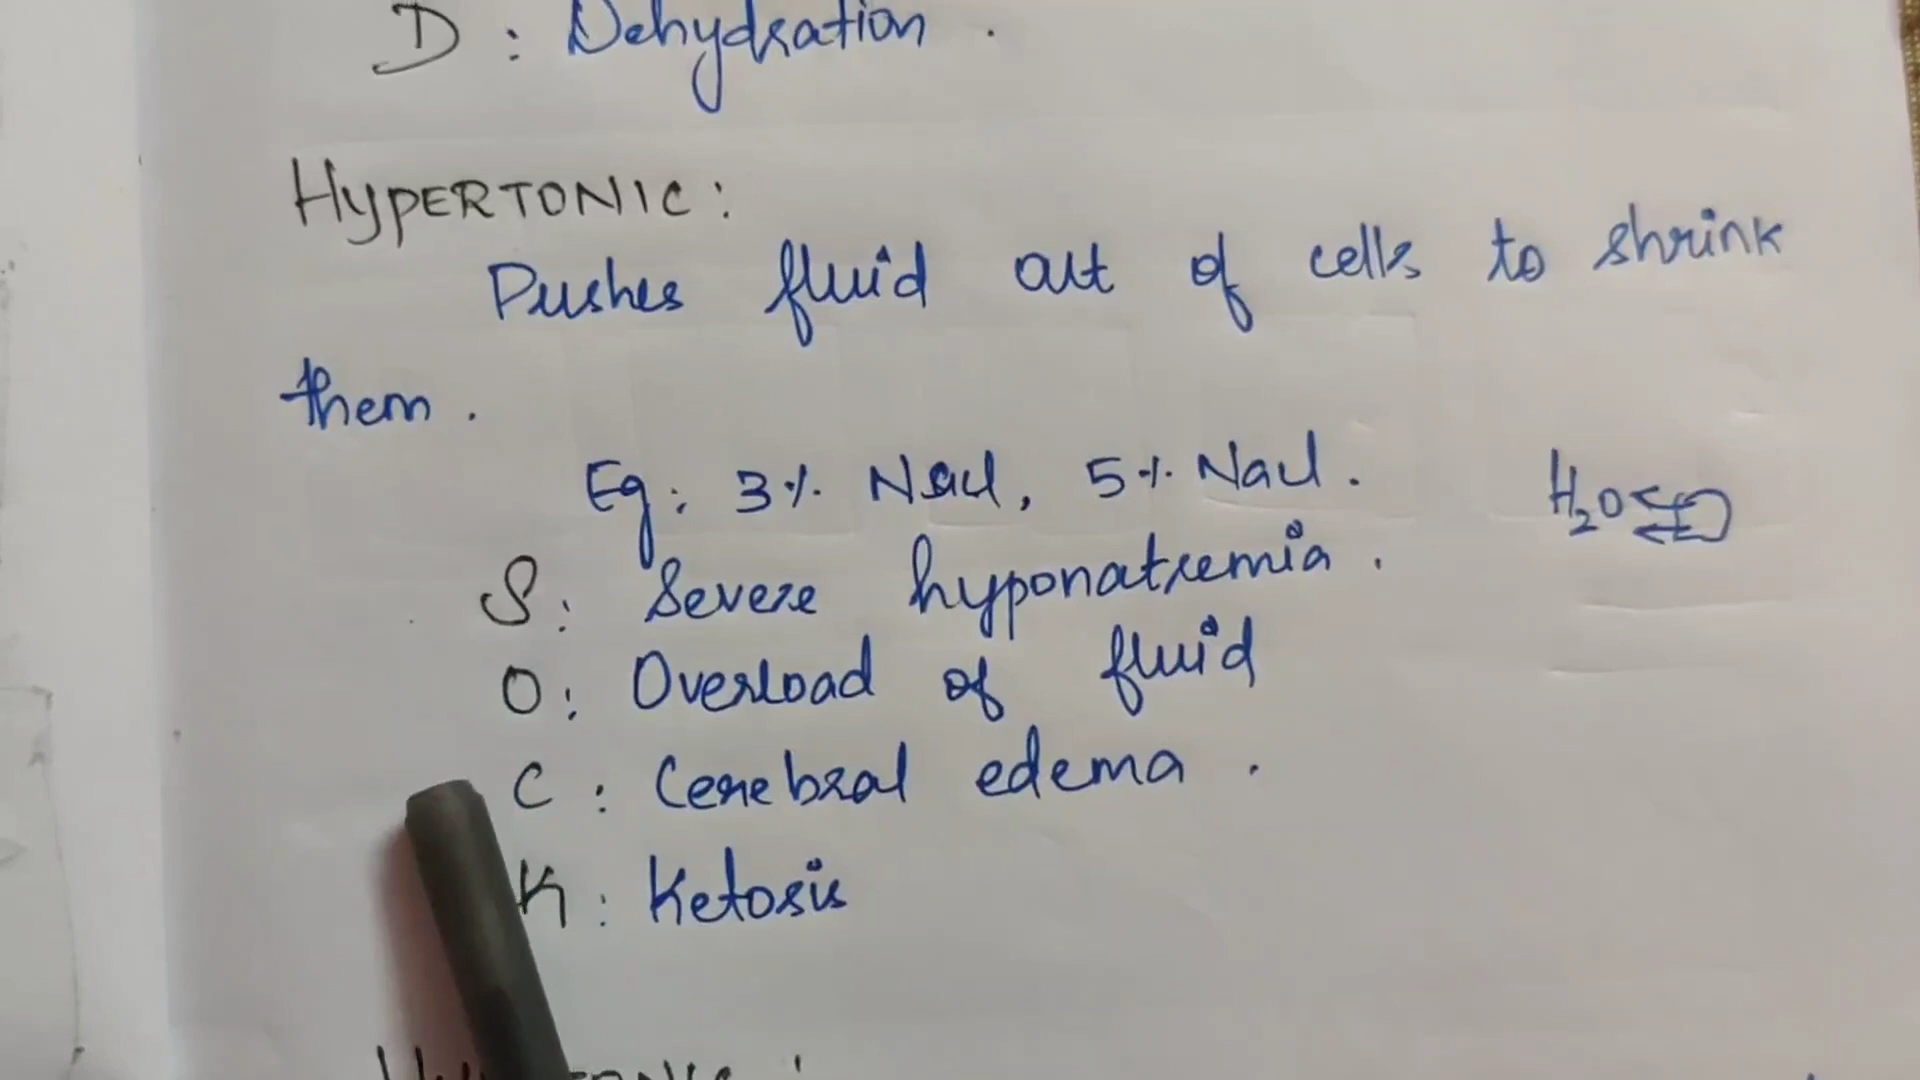 D : Dehydration .
HypERTONIC :
Pushes fluid out of cells to shrink
them .
Eg : 3% Nacl , 5% Nacl .
H₂O
S : Severe hyponatremia .
O : Overload of fluid
C : Cerebral edema .
K : Ketosis